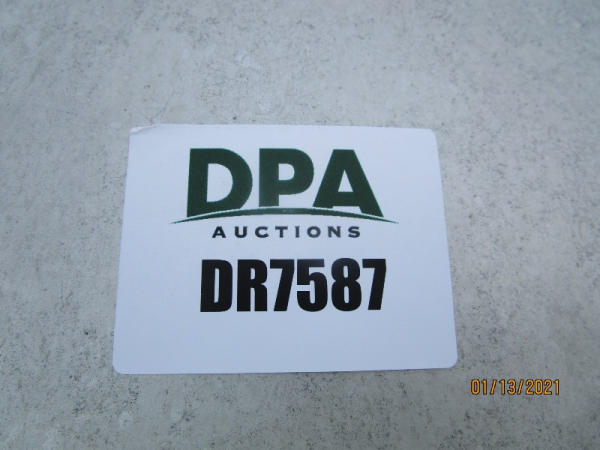 DPA
AUCTIONS
DR7587
01/13/2021